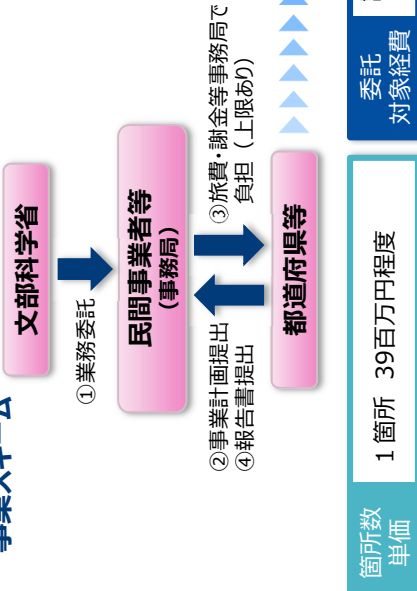 事業スキーム
文部科学省
①業務委託
民間事業者等
(事務局)
②事業計画提出
④報告書提出
③旅費・謝金等事務局で
負担（上限あり）
都道府県等
箇所数
単価
1箇所 39百万円程度
委託
対象経費